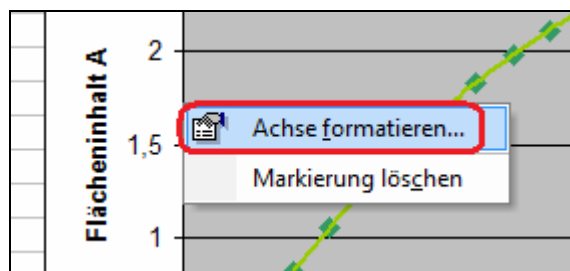 Flächeninhalt A
2
1,5
1
Achse formatieren...
Markierung löschen